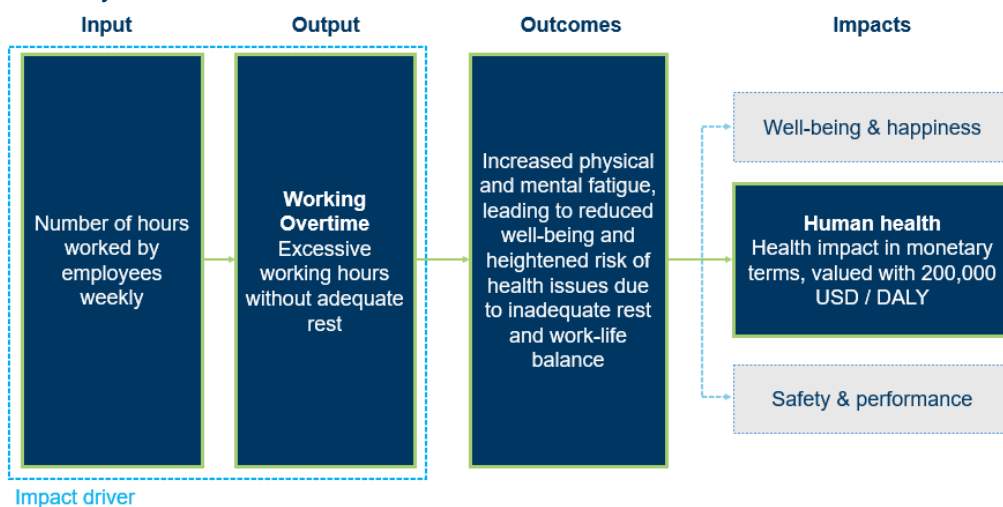 Input
Output
Outcomes
Impacts
Number of hours
worked by
employees
weekly
Working
Overtime
Excessive
working hours
without adequate
rest
Increased physical
and mental fatigue,
leading to reduced
well-being and
heightened risk of
health issues due
to inadequate rest
and work-life
balance
Well-being & happiness
Human health
Health impact in monetary
terms, valued with 200,000
USD / DALY
Safety & performance
Impact driver